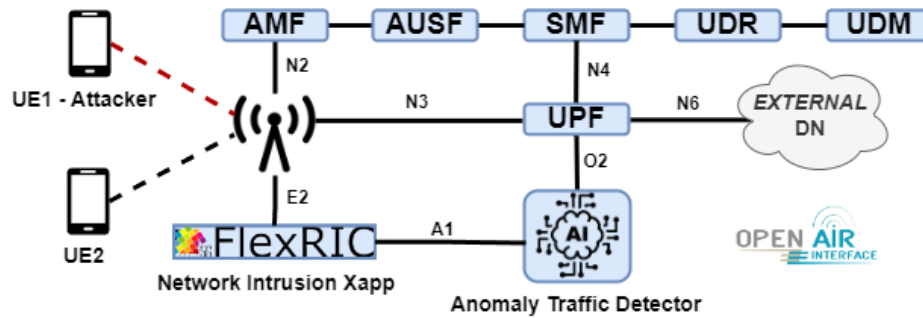 AMF AUSF SMF UDR UDM
N2
N4
UE1 - Attacker
N3
UPF
N6
EXTERNAL
DN
O2
E2
AI
UE2
FlexRIC
A1
OPEN AIR
INTERFACE
Network Intrusion Xapp
Anomaly Traffic Detector